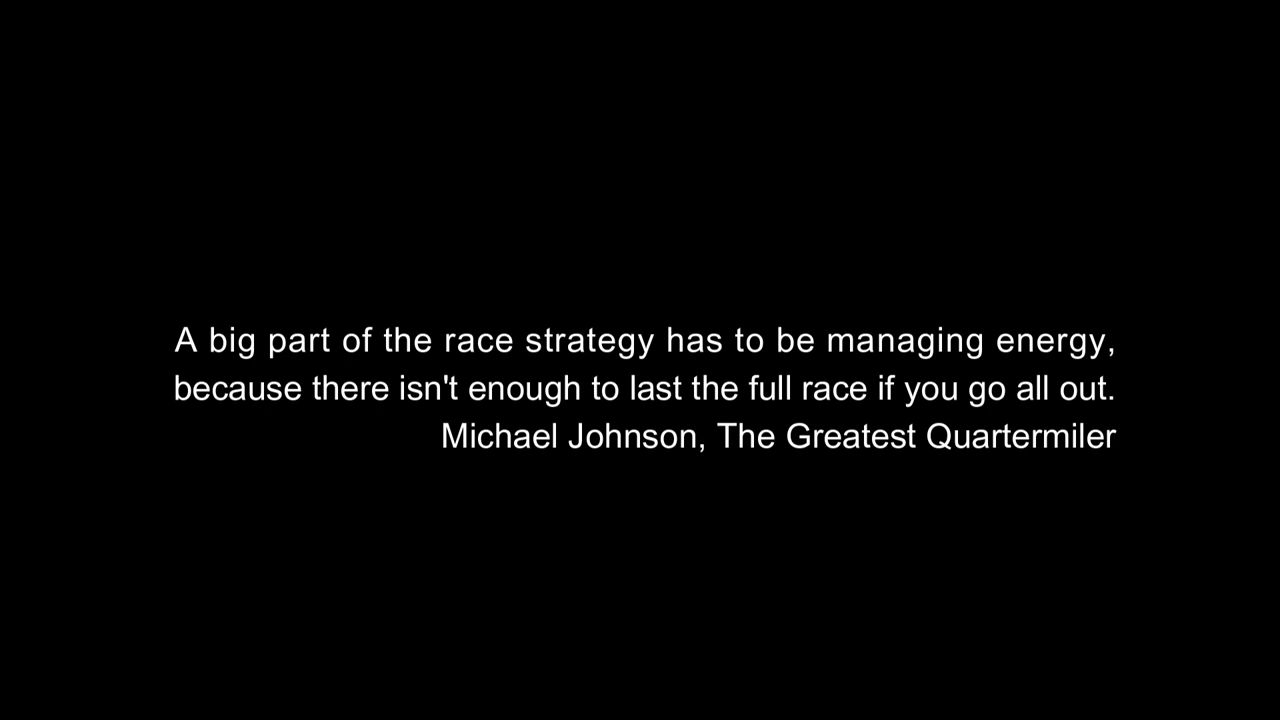 A big part of the race strategy has to be managing energy,
because there isn't enough to last the full race if you go all out.
Michael Johnson, The Greatest Quartermiler